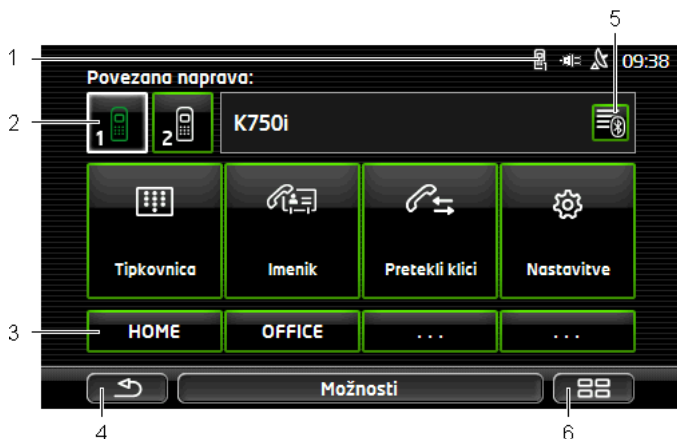 5
1
09:38
Povezana naprava:
2
1
2
K750i
Tipkovnica
Imenik
Pretekli klici
Nastavitve
3
HOME
OFFICE
...
...
Možnosti
4
6